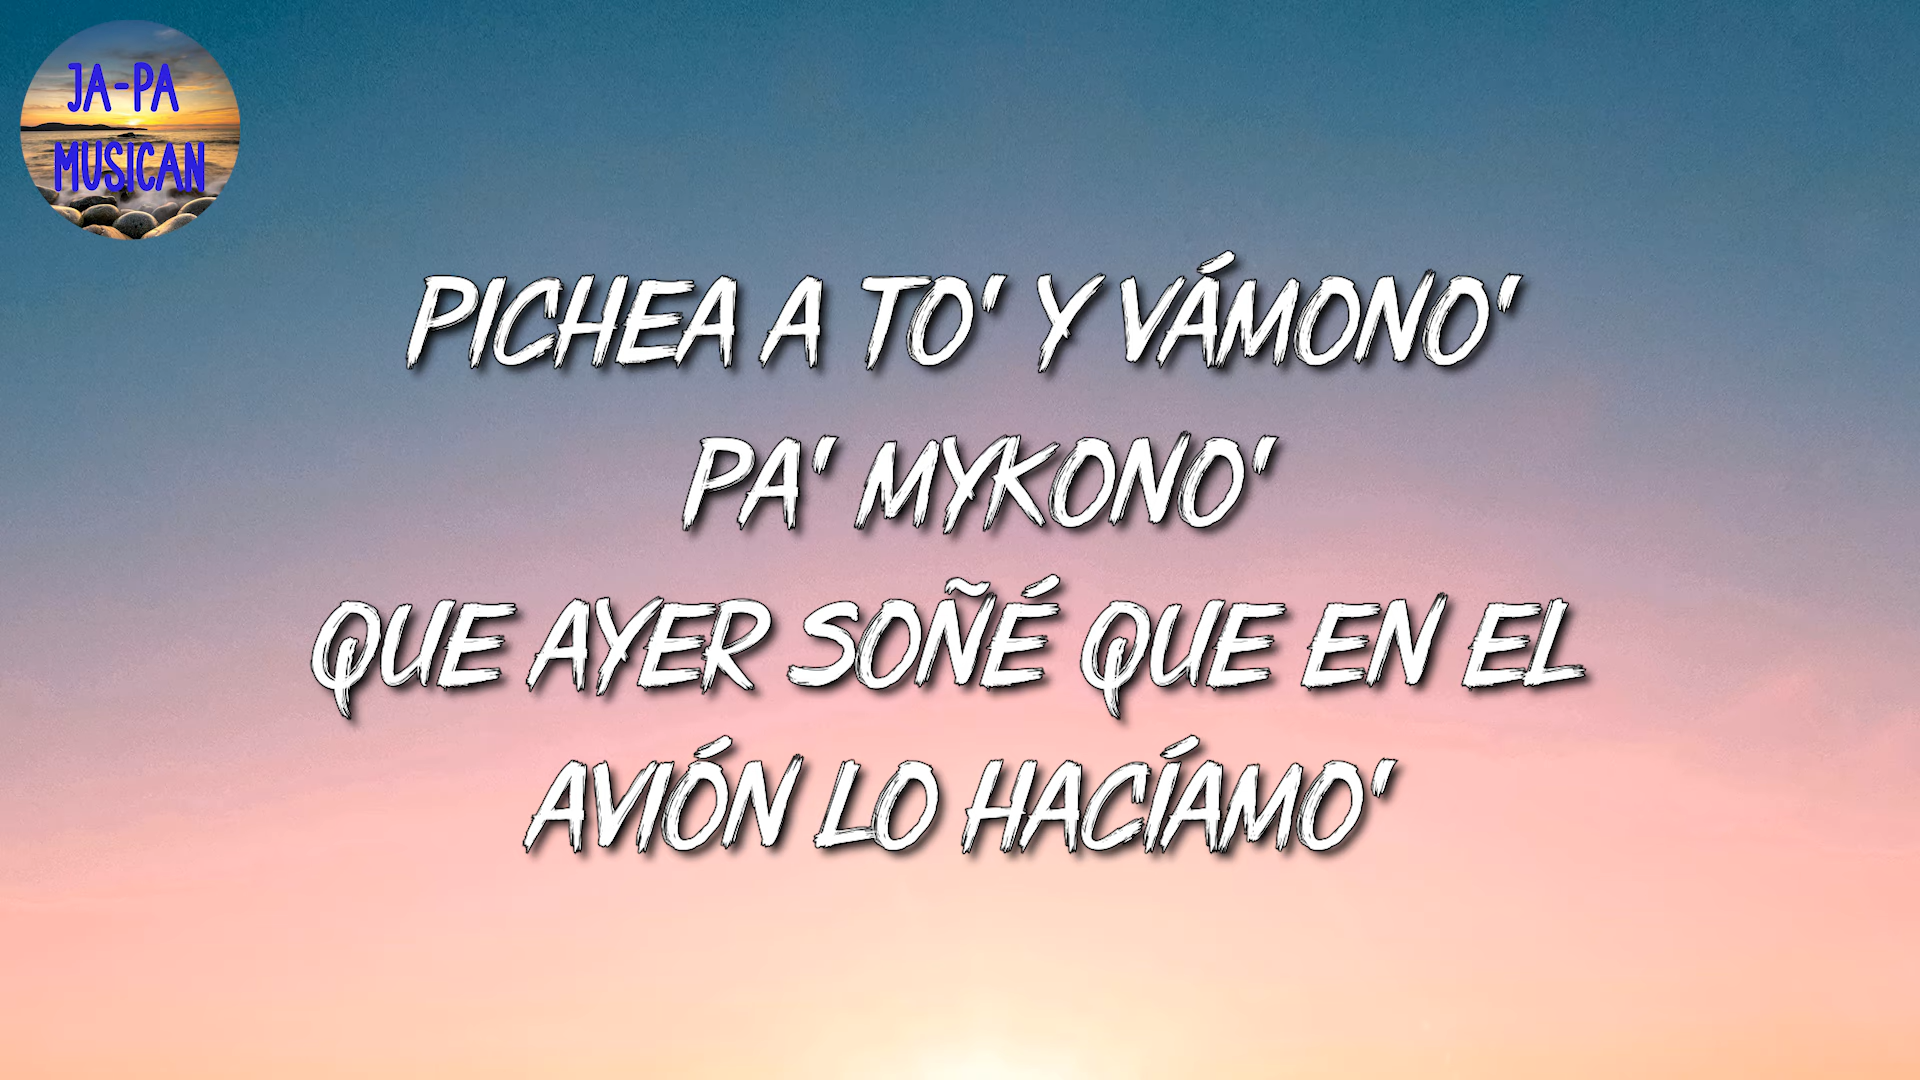 JA-PA
MUSICAN
PICHEA A TO' Y VÁMONO'
PA' MYKONO'
QUE AYER SOÑÉ QUE EN EL
AVIÓN LO HACÍAMO'